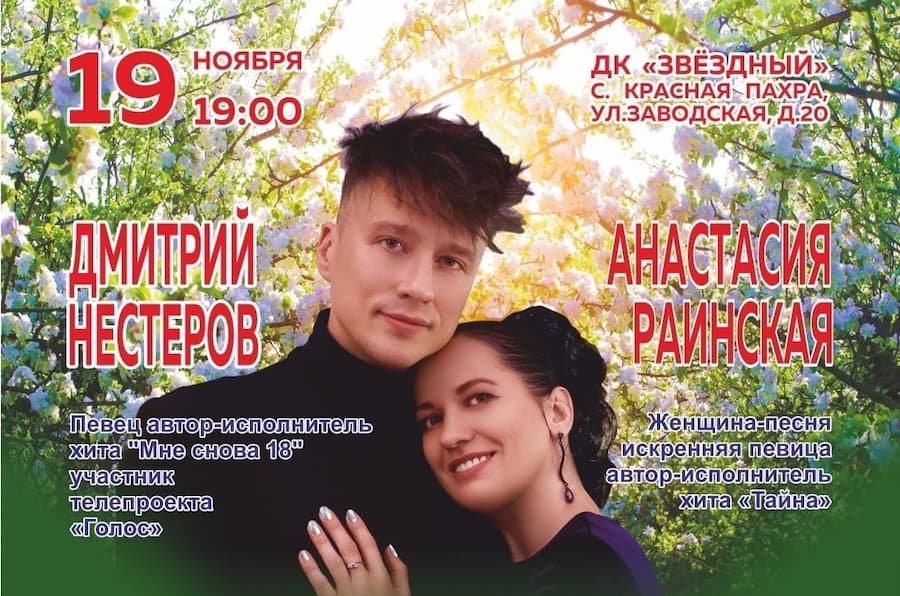 19 НОЯБРЯ
19:00
ДК «ЗВЁЗДНЫЙ»
С. КРАСНАЯ ПАХРА,
УЛ.ЗАВОДСКАЯ, Д.20
ДМИТРИЙ
НЕСТЕРОВ
АНАСТАСИЯ
РАИНСКАЯ
Певец автор-исполнитель
хита "Мне снова 18"
участник
телепроекта
«Голос»
Женщина-песня
искренняя певица
автор-исполнитель
хита «Тайна»